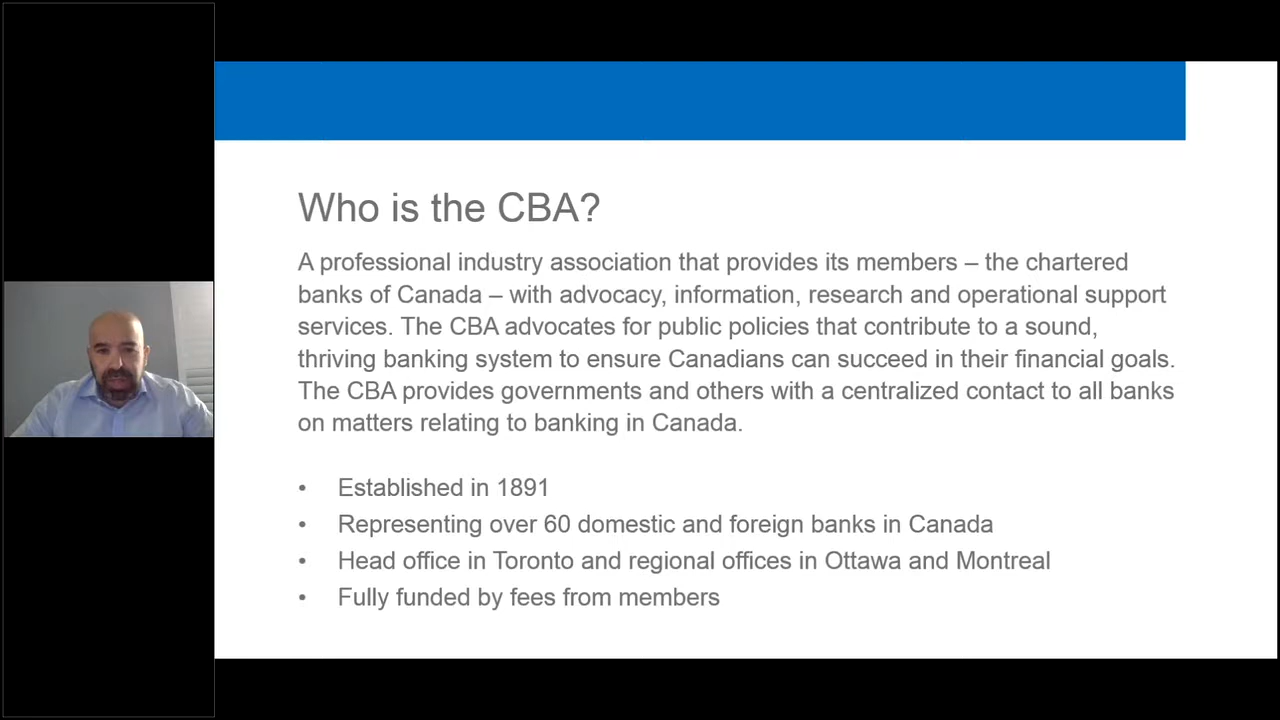 Who is the CBA?
A professional industry association that provides its members – the chartered
banks of Canada – with advocacy, information, research and operational support
services. The CBA advocates for public policies that contribute to a sound,
thriving banking system to ensure Canadians can succeed in their financial goals.
The CBA provides governments and others with a centralized contact to all banks
on matters relating to banking in Canada.
• Established in 1891
• Representing over 60 domestic and foreign banks in Canada
• Head office in Toronto and regional offices in Ottawa and Montreal
• Fully funded by fees from members